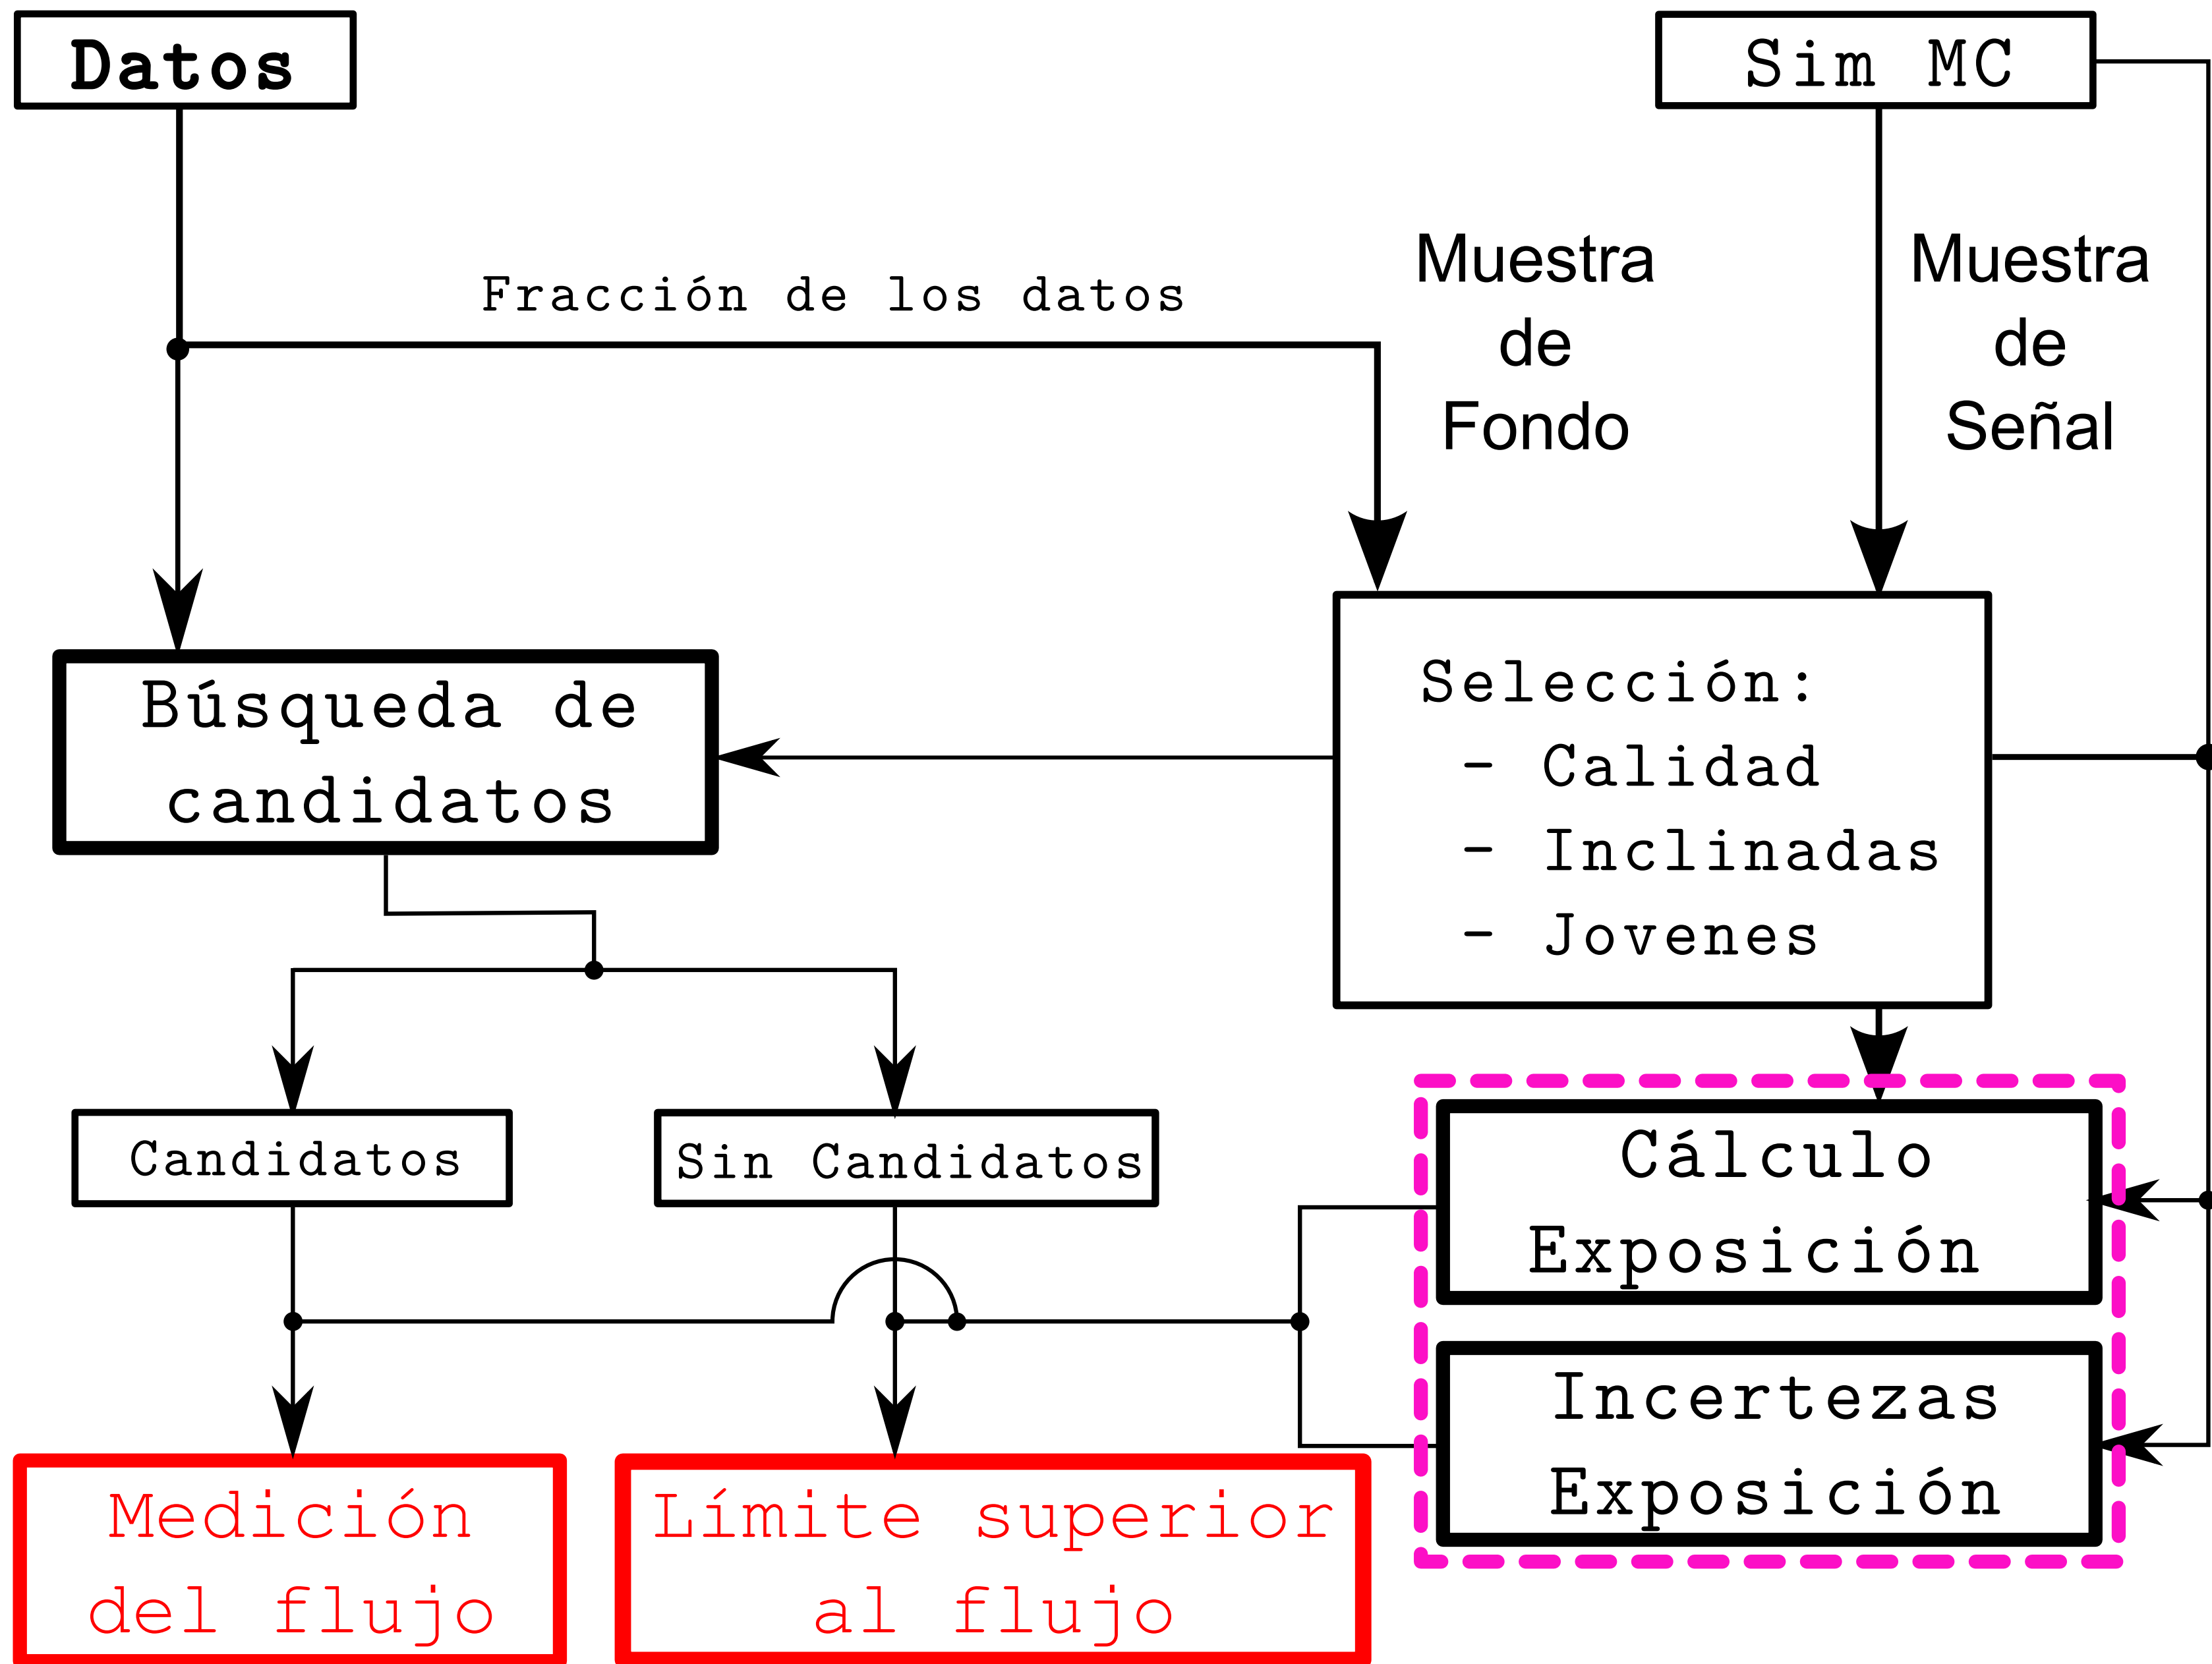 Datos
Sim MC
Fracción de los datos
Muestra
de
Fondo
Muestra
de
Señal
Búsqueda de
candidatos
Selección:
- Calidad
- Inclinadas
- Jovenes
Candidatos
Sin Candidatos
Cálculo
Exposición
Incertezas
Exposición
Medición
del flujo
Límite superior
al flujo